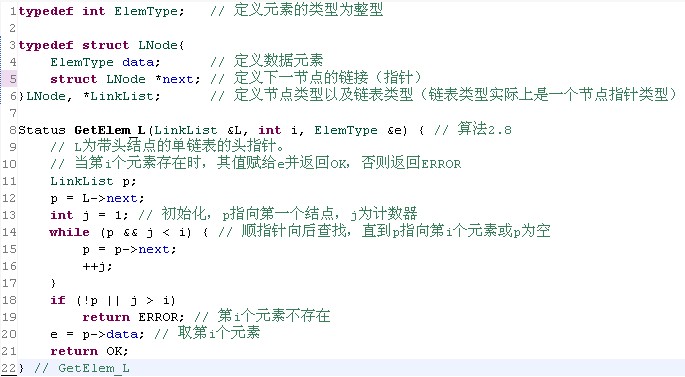 1 typedef int ElemType;   // 定义元素的类型为整型
2
3 typedef struct LNode{
4     ElemType data;      // 定义数据元素
5     struct LNode *next; // 定义下一节点的链接（指针）
6 }LNode, *LinkList;      // 定义节点类型以及链表类型（链表类型实际上是一个节点指针类型）
7
8 Status GetElem_L(LinkList &L, int i, ElemType &e) { // 算法2.8
9     // L为带头结点的单链表的头指针。
10     // 当第i个元素存在时，其值赋给e并返回OK，否则返回ERROR
11     LinkList p;
12     p = L->next;
13     int j = 1; // 初始化，p指向第一个结点，j为计数器
14     while (p && j < i) { // 顺指针向后查找，直到p指向第i个元素或p为空
15         p = p->next;
16         ++j;
17     }
18     if (!p || j > i)
19         return ERROR; // 第i个元素不存在
20     e = p->data; // 取第i个元素
21     return OK;
22 } // GetElem_L